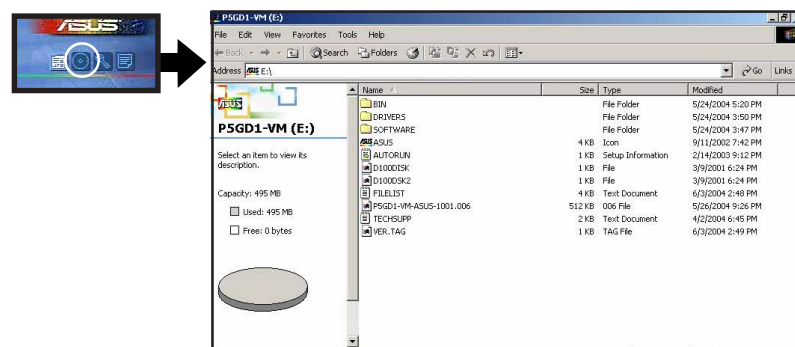 ASUS
P5GD1-VM (E:)
File Edit View Favorites Tools Help
Back Search Folders
Address E:\ Go Links
Name Size Type Modified
BIN File Folder 5/24/2004 5:20 PM
DRIVERS File Folder 5/24/2004 3:50 PM
SOFTWARE File Folder 5/24/2004 3:47 PM
ASUS 4 KB Icon 9/11/2002 7:42 PM
AUTORUN 1 KB Setup Information 2/14/2003 9:12 PM
D100DISK 1 KB File 3/9/2001 6:24 PM
D100DSK2 1 KB File 3/9/2001 6:24 PM
FILELIST 4 KB Text Document 6/3/2004 2:48 PM
P5GD1-VM-ASUS-1001.006 512 KB 006 File 5/26/2004 9:26 PM
TECHSUPP 2 KB Text Document 4/2/2004 6:45 PM
VER.TAG 1 KB TAG File 6/3/2004 2:49 PM
ASUS
P5GD1-VM (E:)
Select an item to view its
description.
Capacity: 495 MB
Used: 495 MB
Free: 0 bytes